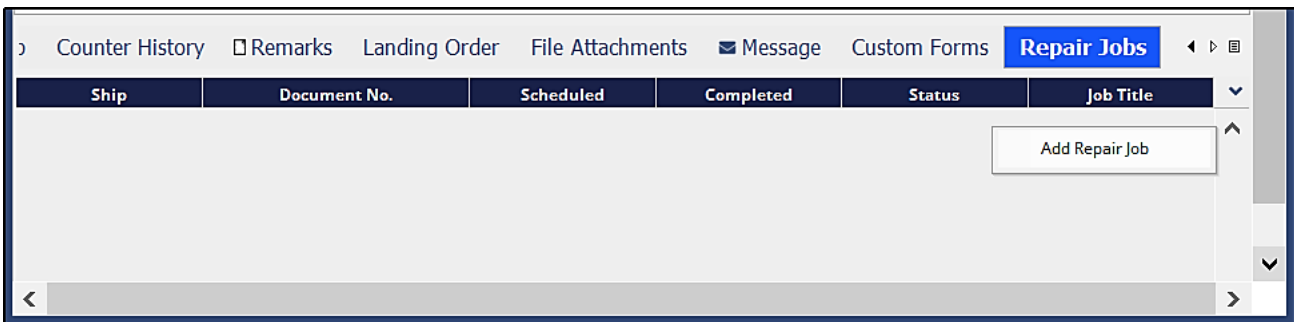 Counter History Remarks Landing Order File Attachments Message Custom Forms Repair Jobs
Ship Document No. Scheduled Completed Status Job Title
Add Repair Job